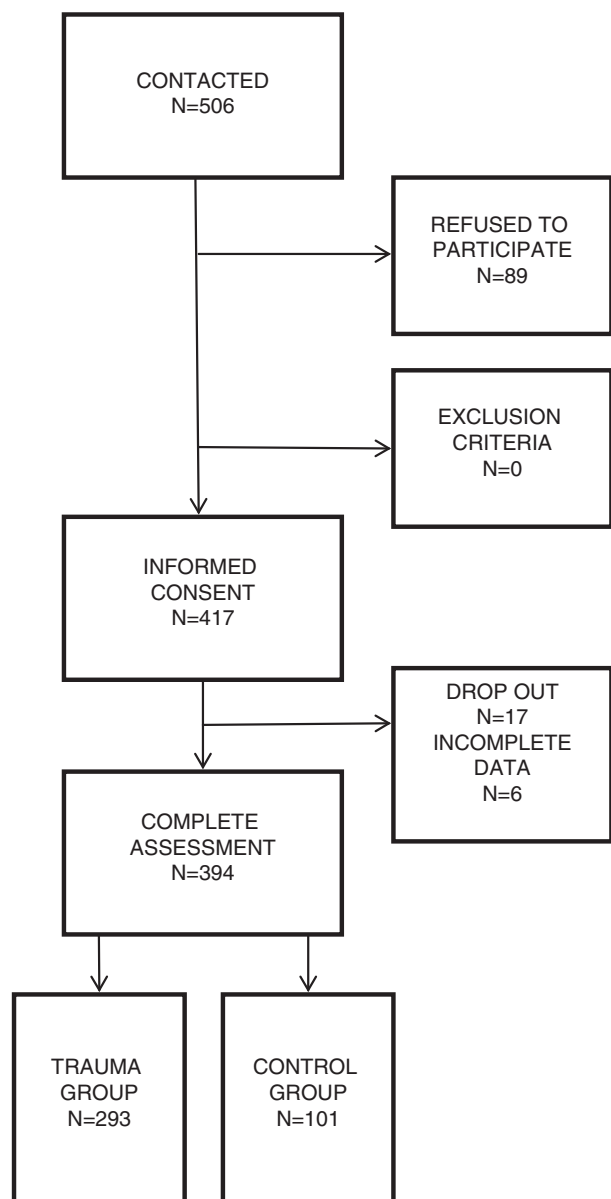 CONTACTED
N=506
REFUSED TO
PARTICIPATE
N=89
EXCLUSION
CRITERIA
N=0
INFORMED
CONSENT
N=417
DROP OUT
N=17
INCOMPLETE
DATA
N=6
COMPLETE
ASSESSMENT
N=394
TRAUMA
GROUP
N=293
CONTROL
GROUP
N=101